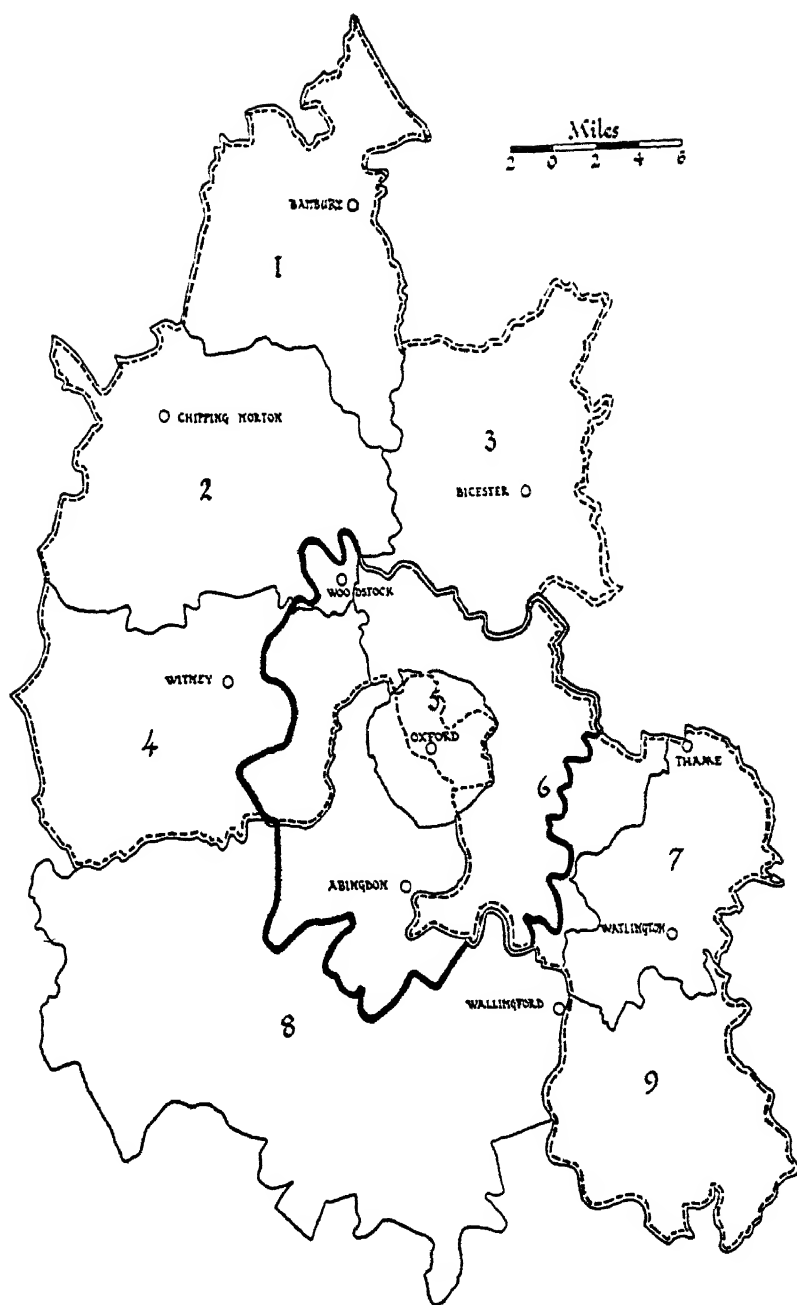 Miles
2 0 2 4 6
BANBURY
1
CHIPPING NORTON
3
2
BICESTER
WOODSTOCK
WITNEY
5
4
OXFORD
THAME
6
7
ABINGDON
WATLINGTON
WALLINGFORD
8
9